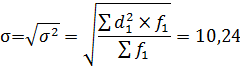 σ=√σ² = √(∑ d₁² × f₁ / ∑ f₁) = 10,24